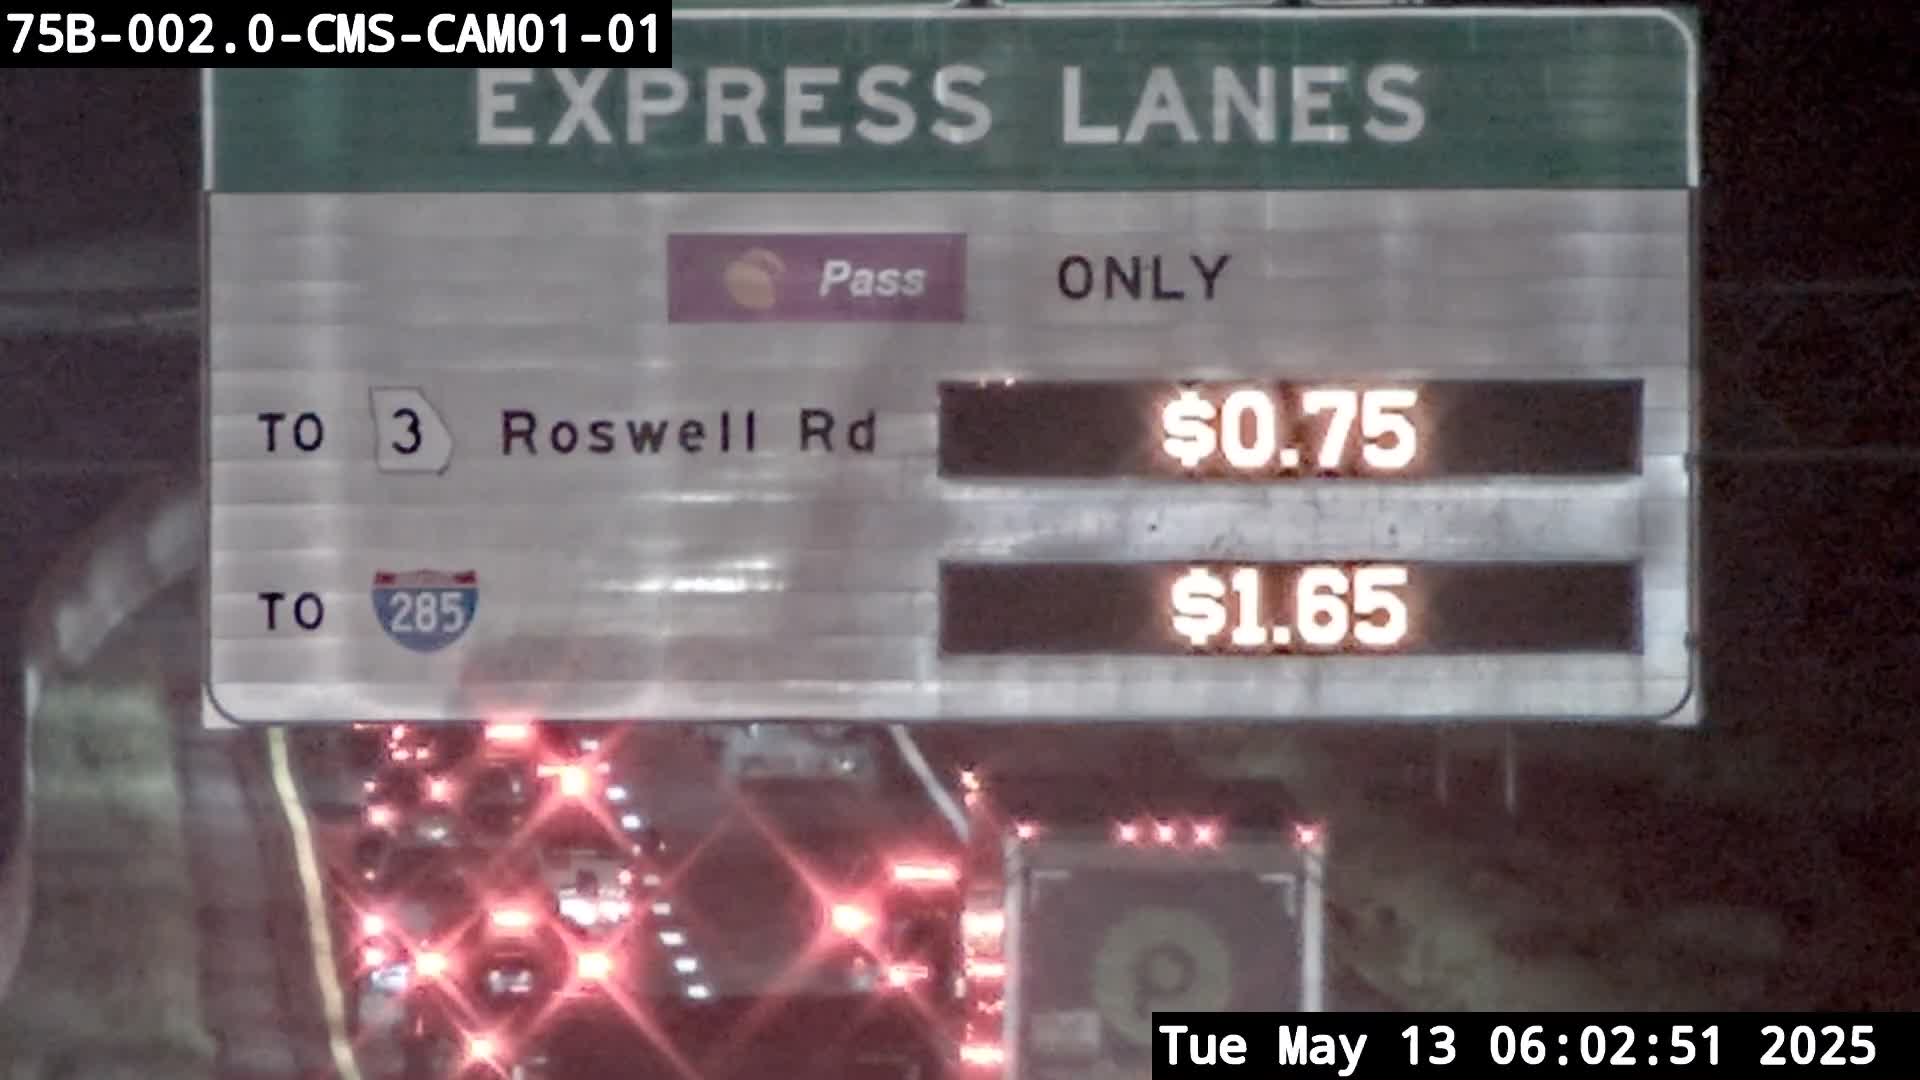 75B-002.0-CMS-CAM01-01
EXPRESS LANES
Pass ONLY
TO 3 Roswell Rd $0.75
TO 285 $1.65
Tue May 13 06:02:51 2025